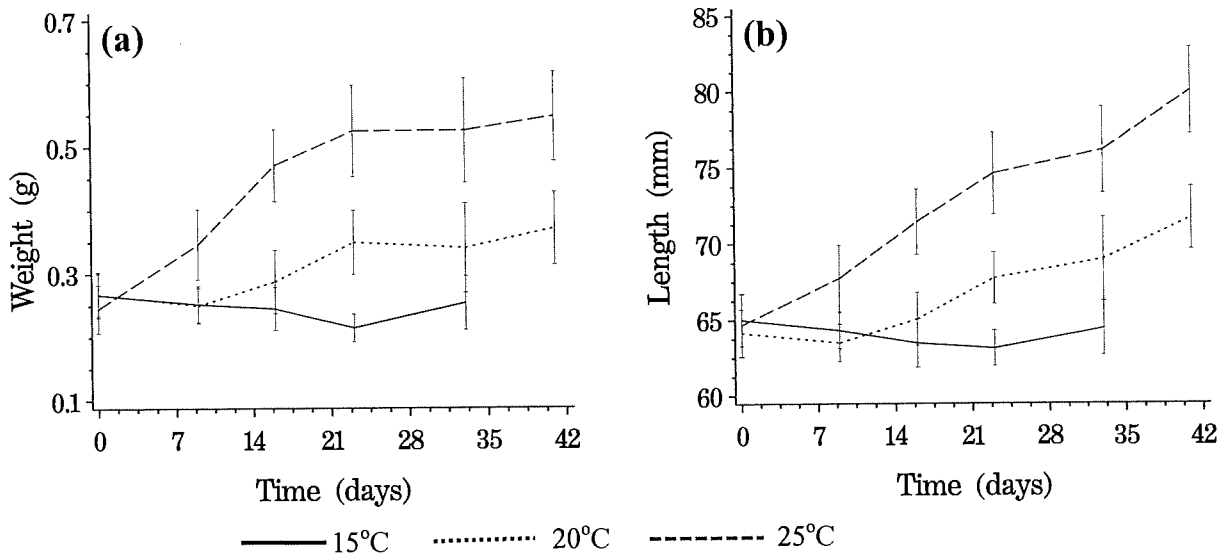 (a)
0.7
0.5
0.3
0.1
Weight (g)
0 7 14 21 28 35 42
Time (days)
(b)
85
80
75
70
65
60
Length (mm)
0 7 14 21 28 35 42
Time (days)
15°C 20°C 25°C